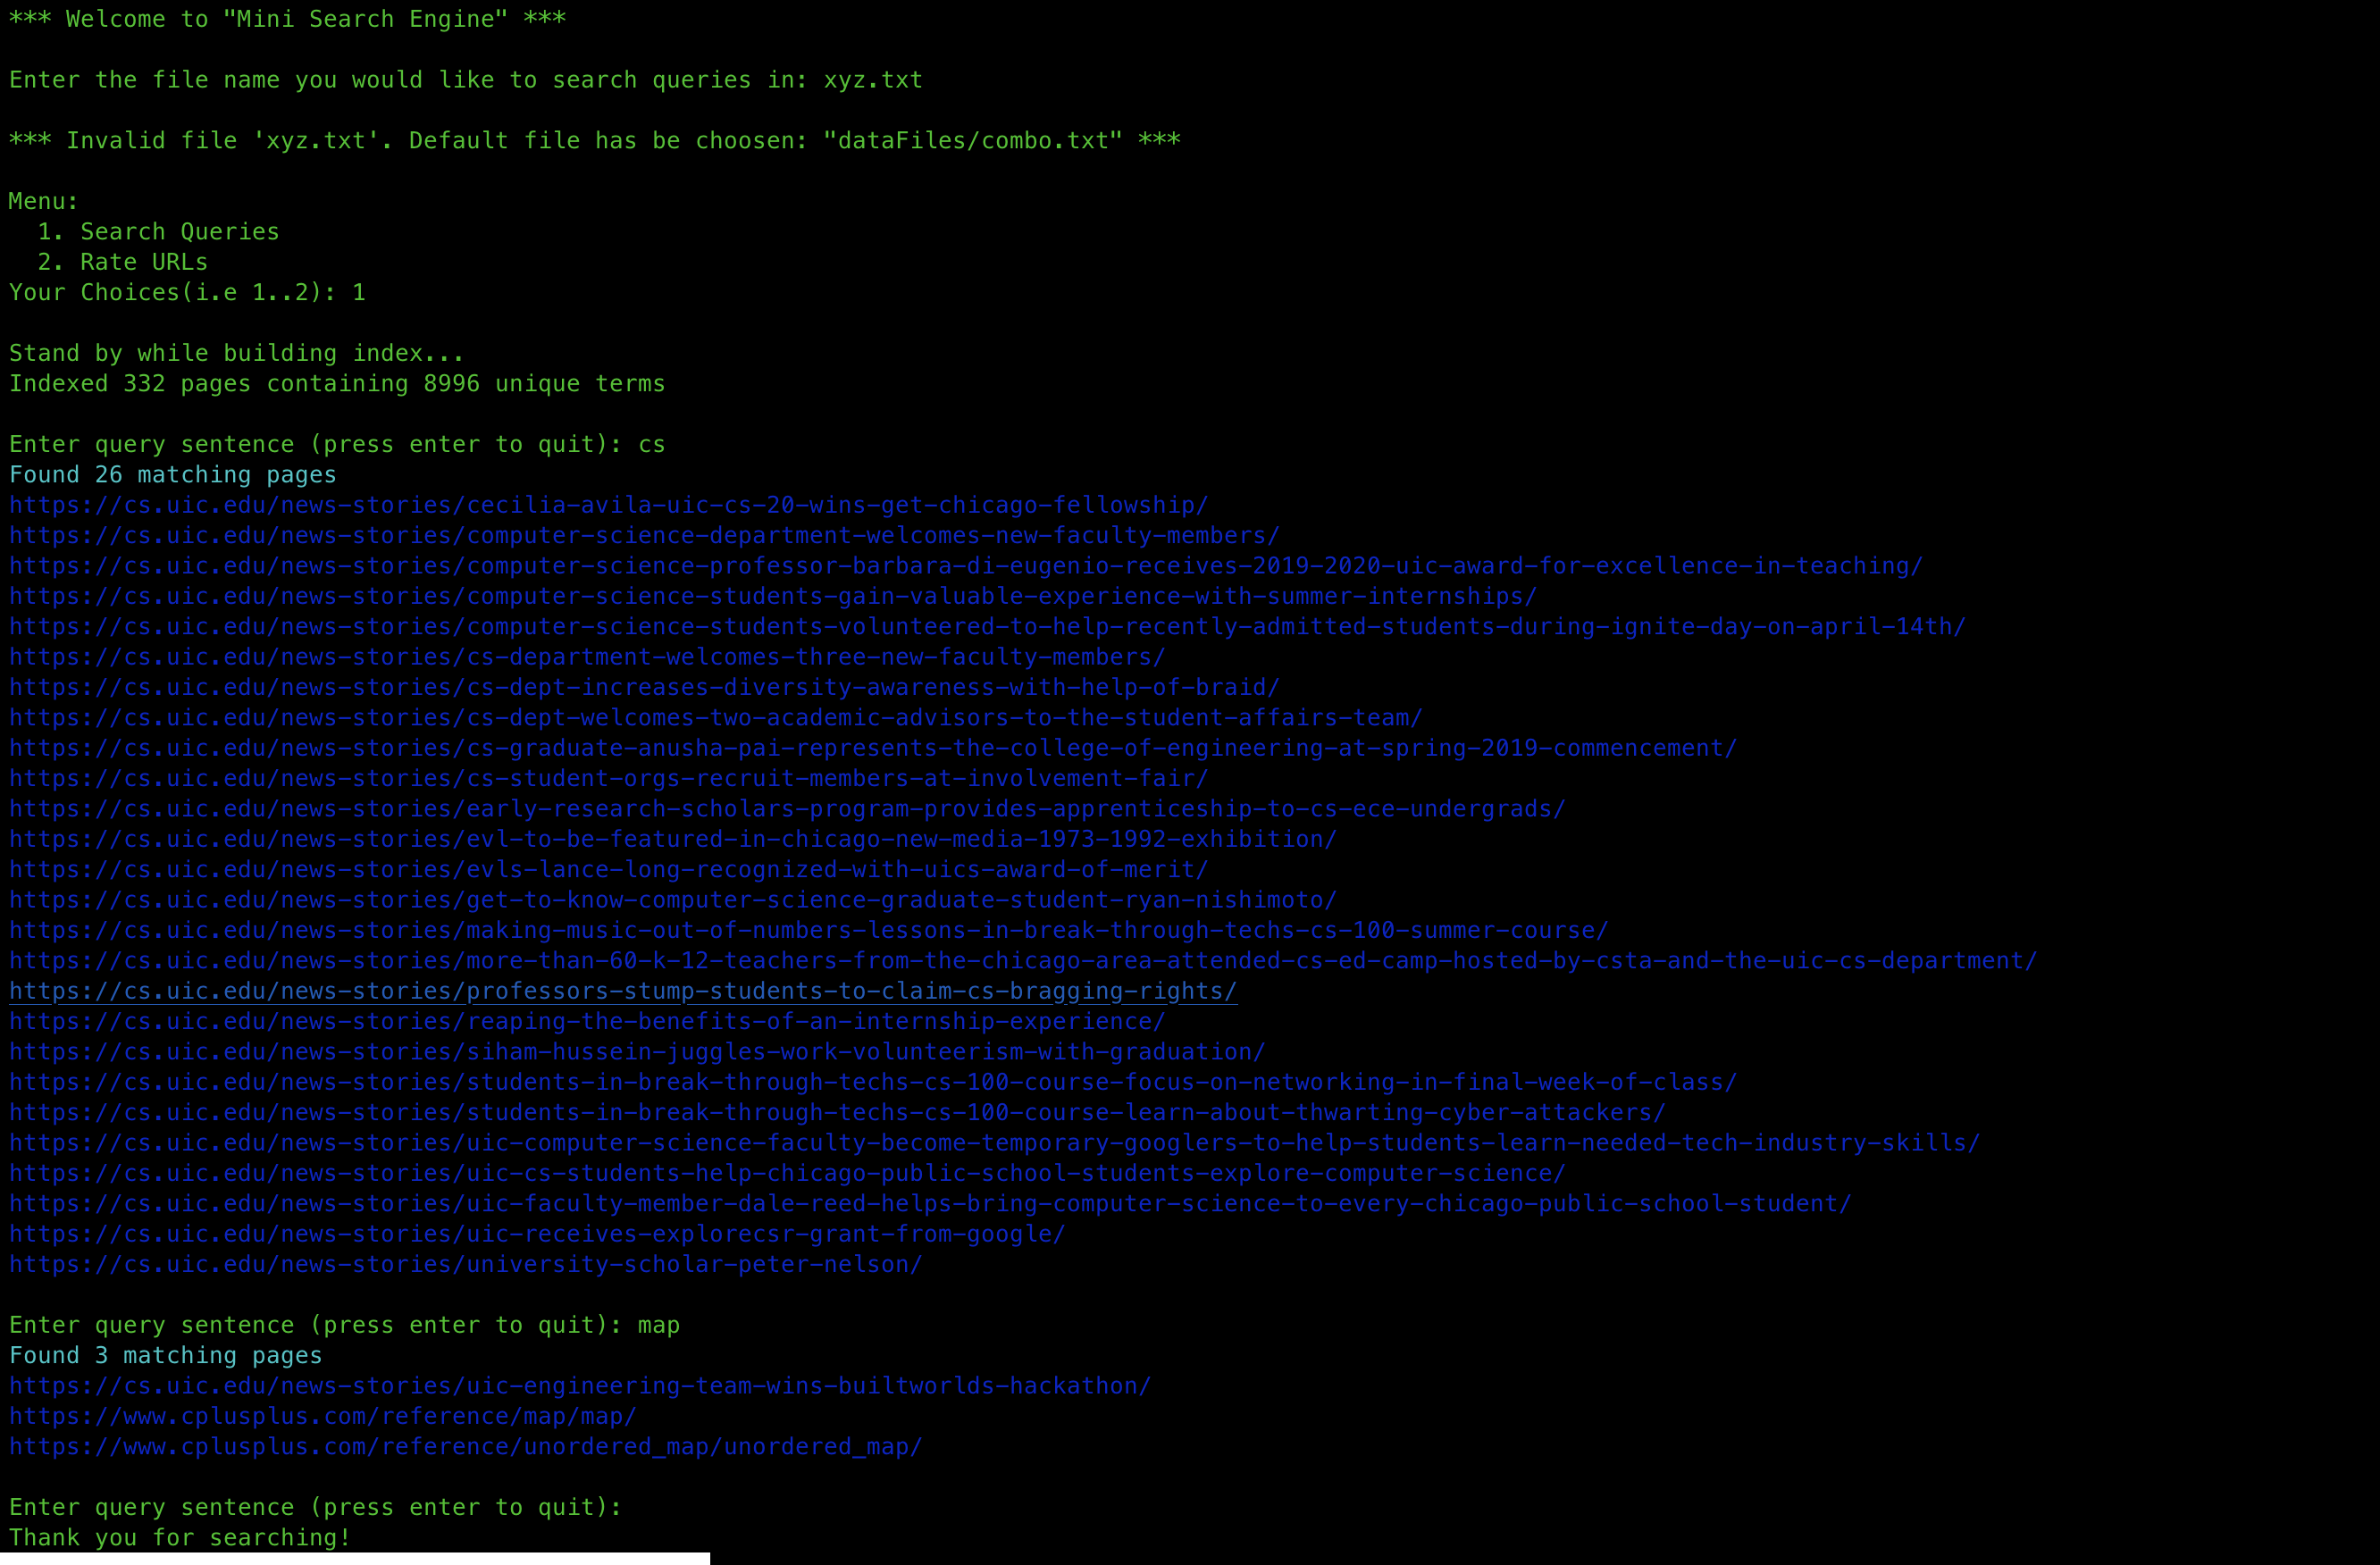 *** Welcome to "Mini Search Engine" ***
Enter the file name you would like to search queries in: xyz.txt
*** Invalid file 'xyz.txt'. Default file has be choosen: "dataFiles/combo.txt" ***
Menu:
  1. Search Queries
  2. Rate URLs
Your Choices(i.e 1..2): 1
Stand by while building index...
Indexed 332 pages containing 8996 unique terms
Enter query sentence (press enter to quit): cs
Found 26 matching pages
https://cs.uic.edu/news-stories/cecilia-avila-uic-cs-20-wins-get-chicago-fellowship/
https://cs.uic.edu/news-stories/computer-science-department-welcomes-new-faculty-members/
https://cs.uic.edu/news-stories/computer-science-professor-barbara-di-eugenio-receives-2019-2020-uic-award-for-excellence-in-teaching/
https://cs.uic.edu/news-stories/computer-science-students-gain-valuable-experience-with-summer-internships/
https://cs.uic.edu/news-stories/computer-science-students-volunteered-to-help-recently-admitted-students-during-ignite-day-on-april-14th/
https://cs.uic.edu/news-stories/cs-department-welcomes-three-new-faculty-members/
https://cs.uic.edu/news-stories/cs-dept-increases-diversity-awareness-with-help-of-braid/
https://cs.uic.edu/news-stories/cs-dept-welcomes-two-academic-advisors-to-the-student-affairs-team/
https://cs.uic.edu/news-stories/cs-graduate-anusha-pai-represents-the-college-of-engineering-at-spring-2019-commencement/
https://cs.uic.edu/news-stories/cs-student-orgs-recruit-members-at-involvement-fair/
https://cs.uic.edu/news-stories/early-research-scholars-program-provides-apprenticeship-to-cs-ece-undergrads/
https://cs.uic.edu/news-stories/evl-to-be-featured-in-chicago-new-media-1973-1992-exhibition/
https://cs.uic.edu/news-stories/evls-lance-long-recognized-with-uics-award-of-merit/
https://cs.uic.edu/news-stories/get-to-know-computer-science-graduate-student-ryan-nishimoto/
https://cs.uic.edu/news-stories/making-music-out-of-numbers-lessons-in-break-through-techs-cs-100-summer-course/
https://cs.uic.edu/news-stories/more-than-60-k-12-teachers-from-the-chicago-area-attended-cs-ed-camp-hosted-by-csta-and-the-uic-cs-department/
https://cs.uic.edu/news-stories/professors-stump-students-to-claim-cs-bragging-rights/
https://cs.uic.edu/news-stories/reaping-the-benefits-of-an-internship-experience/
https://cs.uic.edu/news-stories/siham-hussein-juggles-work-volunteerism-with-graduation/
https://cs.uic.edu/news-stories/students-in-break-through-techs-cs-100-course-focus-on-networking-in-final-week-of-class/
https://cs.uic.edu/news-stories/students-in-break-through-techs-cs-100-course-learn-about-thwarting-cyber-attackers/
https://cs.uic.edu/news-stories/uic-computer-science-faculty-become-temporary-googlers-to-help-students-learn-needed-tech-industry-skills/
https://cs.uic.edu/news-stories/uic-cs-students-help-chicago-public-school-students-explore-computer-science/
https://cs.uic.edu/news-stories/uic-faculty-member-dale-reed-helps-bring-computer-science-to-every-chicago-public-school-student/
https://cs.uic.edu/news-stories/uic-receives-explorecsr-grant-from-google/
https://cs.uic.edu/news-stories/university-scholar-peter-nelson/
Enter query sentence (press enter to quit): map
Found 3 matching pages
https://cs.uic.edu/news-stories/uic-engineering-team-wins-builtworlds-hackathon/
https://www.cplusplus.com/reference/map/map/
https://www.cplusplus.com/reference/unordered_map/unordered_map/
Enter query sentence (press enter to quit):
Thank you for searching!